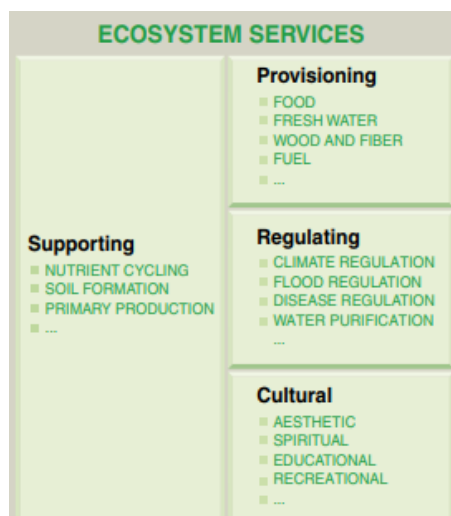 ECOSYSTEM SERVICES
Supporting
NUTRIENT CYCLING
SOIL FORMATION
PRIMARY PRODUCTION
...
Provisioning
FOOD
FRESH WATER
WOOD AND FIBER
FUEL
...
Regulating
CLIMATE REGULATION
FLOOD REGULATION
DISEASE REGULATION
WATER PURIFICATION
...
Cultural
AESTHETIC
SPIRITUAL
EDUCATIONAL
RECREATIONAL
...